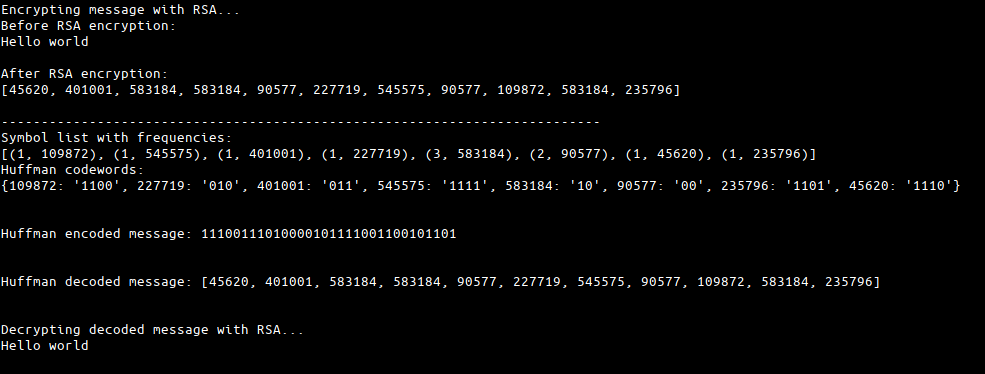 Encrypting message with RSA...
Before RSA encryption:
Hello world
After RSA encryption:
[45620, 401001, 583184, 583184, 90577, 227719, 545575, 90577, 109872, 583184, 235796]
---------------------------------------------------------------------------
Symbol list with frequencies:
[(1, 109872), (1, 545575), (1, 401001), (1, 227719), (3, 583184), (2, 90577), (1, 45620), (1, 235796)]
Huffman codewords:
{109872: '1100', 227719: '010', 401001: '011', 545575: '1111', 583184: '10', 90577: '00', 235796: '1101', 45620: '1110'}
Huffman encoded message: 11100111010000101111001100101101
Huffman decoded message: [45620, 401001, 583184, 583184, 90577, 227719, 545575, 90577, 109872, 583184, 235796]
Decrypting decoded message with RSA...
Hello world